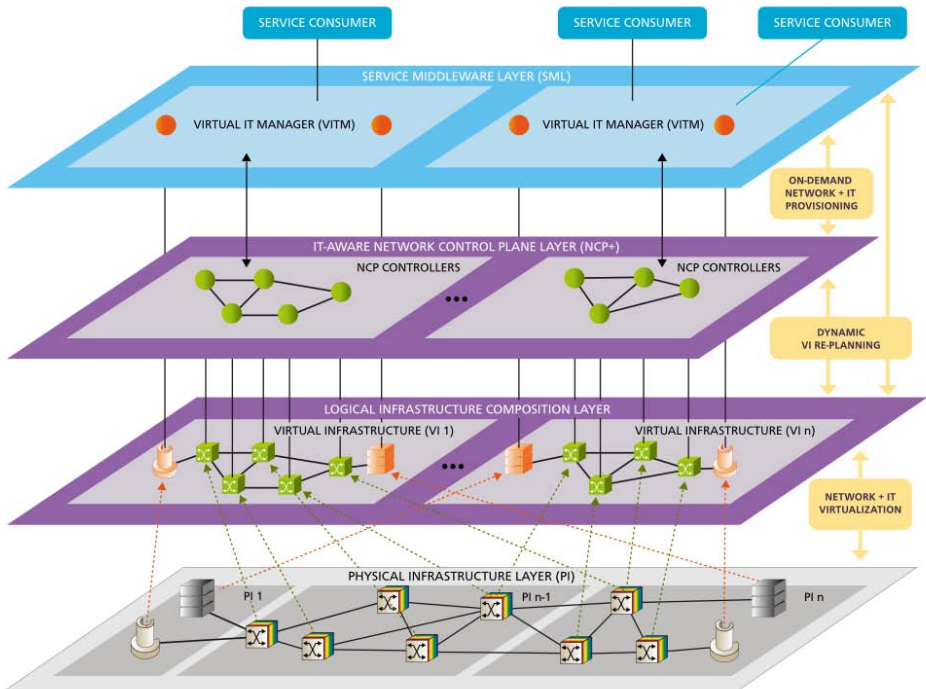 SERVICE CONSUMER
SERVICE CONSUMER
SERVICE CONSUMER
SERVICE MIDDLEWARE LAYER (SML)
VIRTUAL IT MANAGER (VITM)
VIRTUAL IT MANAGER (VITM)
ON-DEMAND
NETWORK + IT
PROVISIONING
IT-AWARE NETWORK CONTROL PLANE LAYER (NCP+)
NCP CONTROLLERS
NCP CONTROLLERS
DYNAMIC
VI RE-PLANNING
LOGICAL INFRASTRUCTURE COMPOSITION LAYER
VIRTUAL INFRASTRUCTURE (VI 1)
VIRTUAL INFRASTRUCTURE (VI n)
NETWORK + IT
VIRTUALIZATION
PHYSICAL INFRASTRUCTURE LAYER (PI)
PI 1
PI n-1
PI n